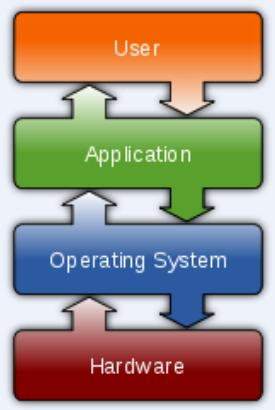 User
Application
Operating System
Hardware